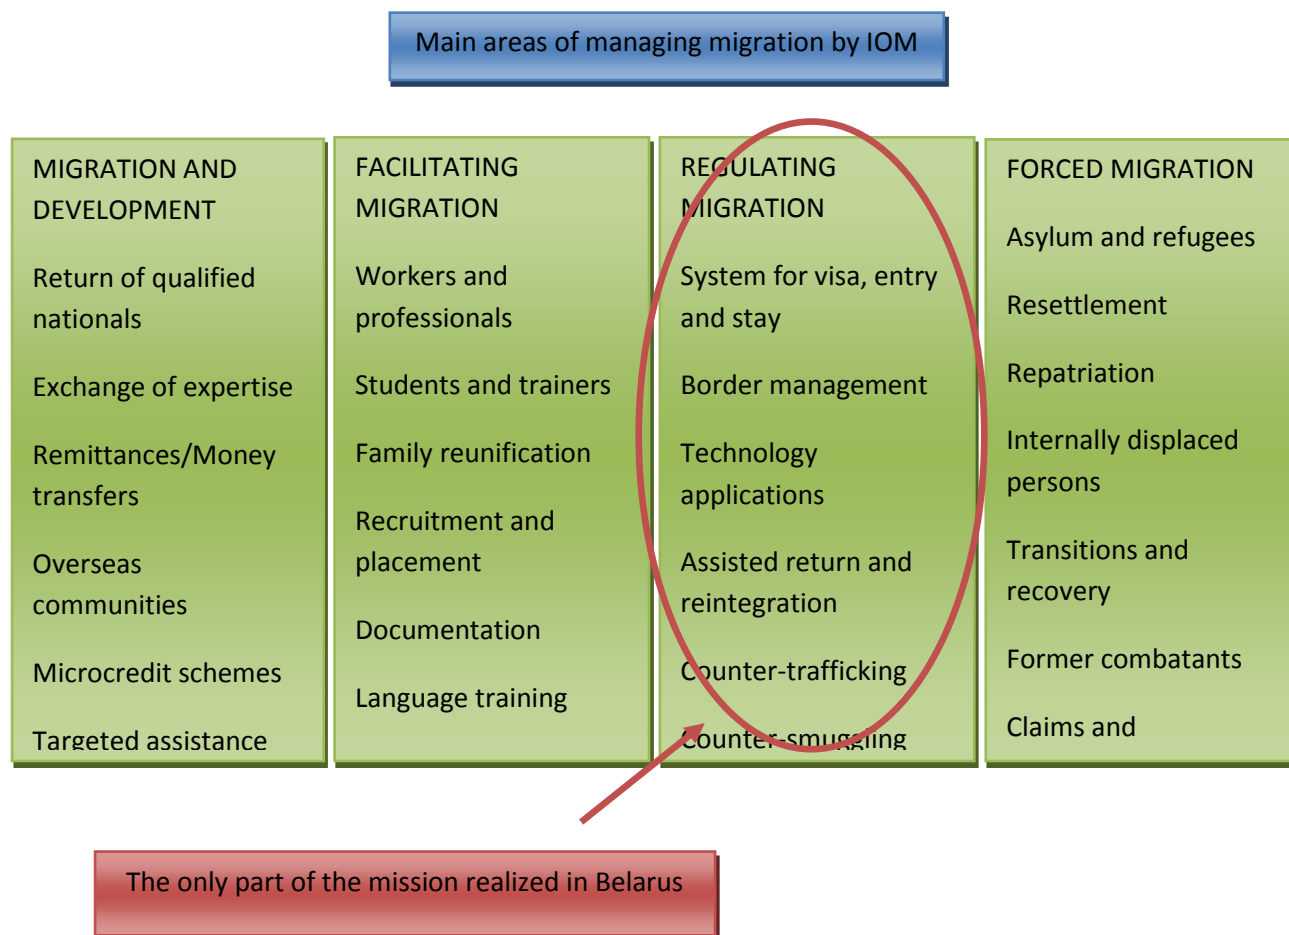 Main areas of managing migration by IOM
MIGRATION AND
DEVELOPMENT
Return of qualified
nationals
Exchange of expertise
Remittances/Money
transfers
Overseas
communities
Microcredit schemes
Targeted assistance
FACILITATING
MIGRATION
Workers and
professionals
Students and trainers
Family reunification
Recruitment and
placement
Documentation
Language training
REGULATING
MIGRATION
System for visa, entry
and stay
Border management
Technology
applications
Assisted return and
reintegration
Counter-trafficking
Counter-smuggling
FORCED MIGRATION
Asylum and refugees
Resettlement
Repatriation
Internally displaced
persons
Transitions and
recovery
Former combatants
Claims and
The only part of the mission realized in Belarus